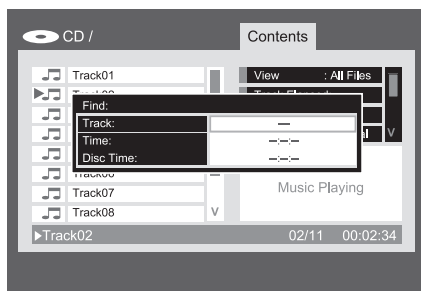 CD /
Contents
Track01
View : All Files
Find:
Track: —
Time: –:–:–
Disc Time: –:–:–
Track07
Track08
Music Playing
Track02
02/11 00:02:34